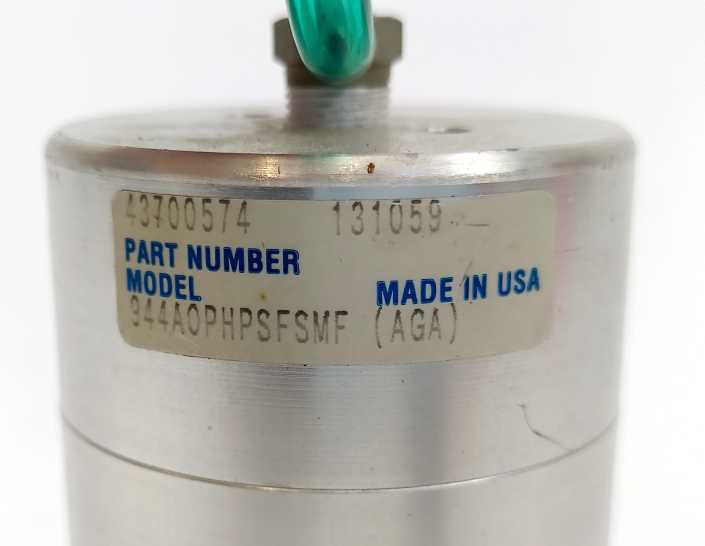 43700574 131059
PART NUMBER
MODEL MADE IN USA
944AOPHPSFSMF (AGA)